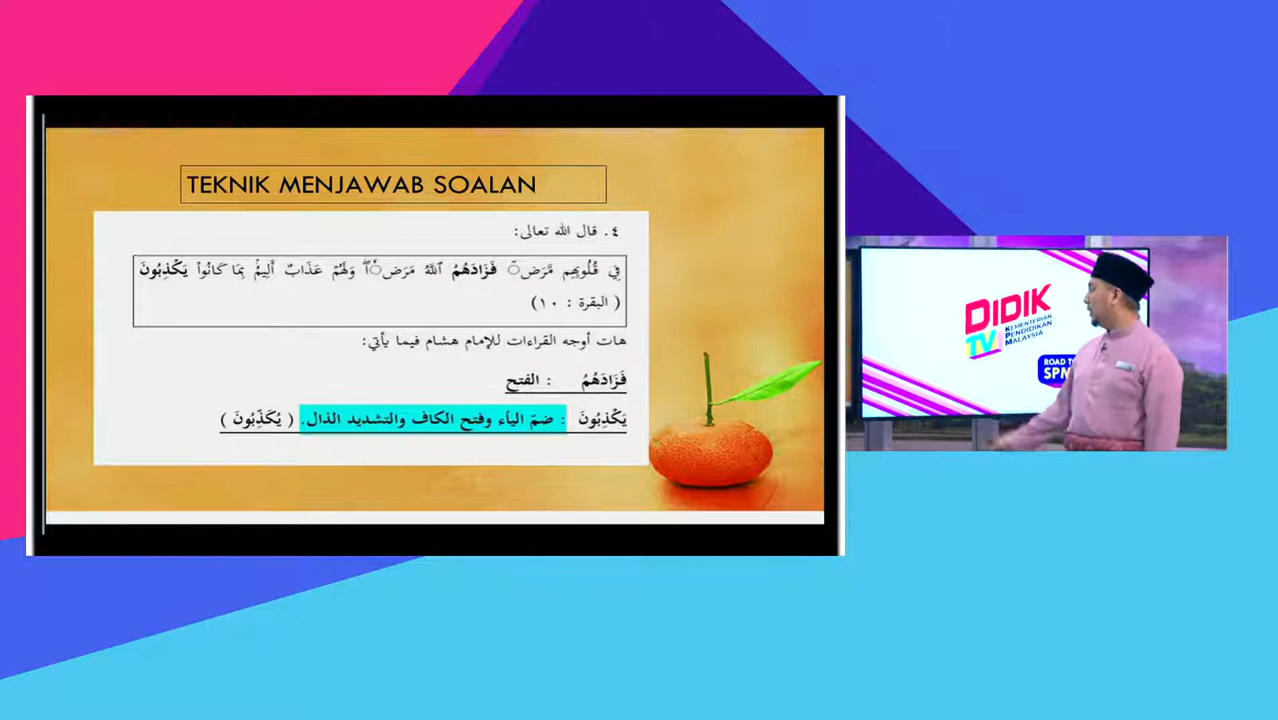 TEKNIK MENJAWAB SOALAN
٤. قال الله تعالى:
فِي قُلُوبِهِم مَّرَضٞ فَزَادَهُمُ ٱللَّهُ مَرَضٗاۖ وَلَهُمۡ عَذَابٌ أَلِيمُۢ بِمَا كَانُواْ يَكۡذِبُونَ
( البقرة : ١٠)
هات أوجه القراءات للإمام هشام فيما يأتي:
فَزَادَهُمُ : الفتح
يَكْذِبُونَ : ضمّ الياء وفتح الكاف والتشديد الذال. ( يُكَذِّبُونَ )
DIDIK
TV KEMENTERIAN
PENDIDIKAN
MALAYSIA
ROAD
SPM